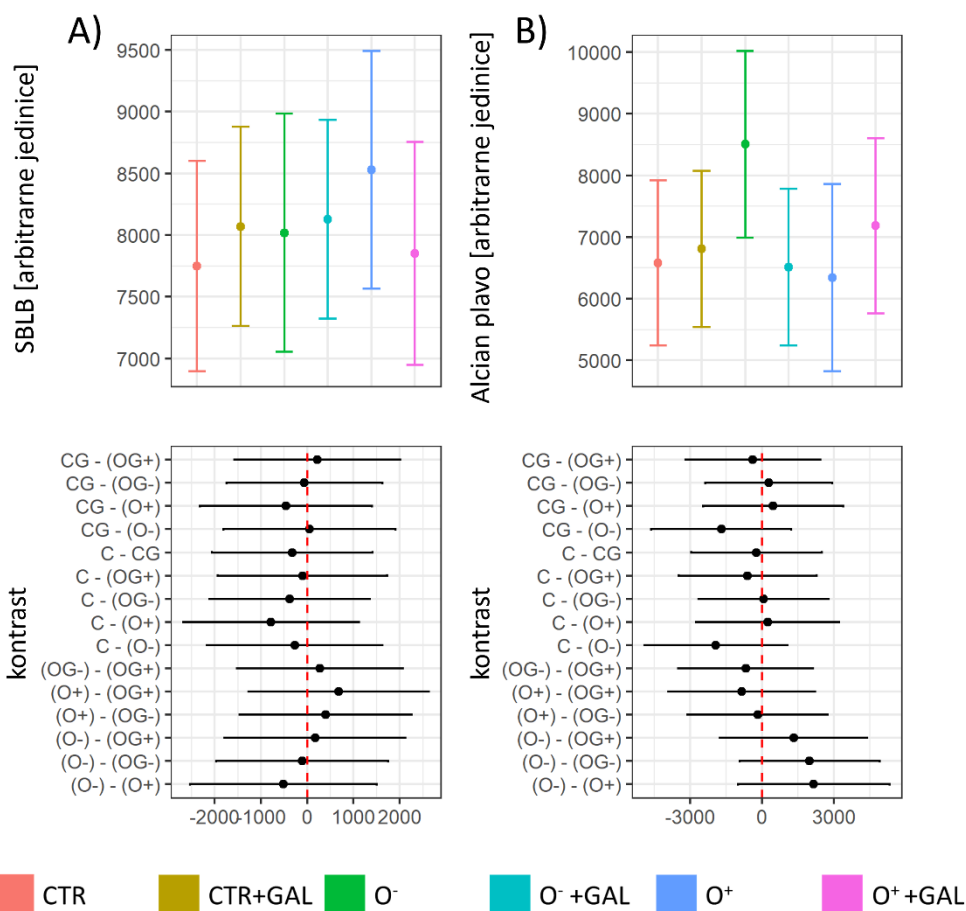 A)
SBLB [arbitrarne jedinice]
9500
9000
8500
8000
7500
7000
B)
Alcian plavo [arbitrarne jedinice]
10000
9000
8000
7000
6000
5000
kontrast
CG - (OG+)
CG - (OG-)
CG - (O+)
CG - (O-)
C - CG
C - (OG+)
C - (OG-)
C - (O+)
C - (O-)
(OG-) - (OG+)
(O+) - (OG+)
(O+) - (OG-)
(O-) - (OG+)
(O-) - (OG-)
(O-) - (O+)
-2000 -1000 0 1000 2000
kontrast
CG - (OG+)
CG - (OG-)
CG - (O+)
CG - (O-)
C - CG
C - (OG+)
C - (OG-)
C - (O+)
C - (O-)
(OG-) - (OG+)
(O+) - (OG+)
(O+) - (OG-)
(O-) - (OG+)
(O-) - (OG-)
(O-) - (O+)
-3000 0 3000
CTR CTR+GAL O⁻ O⁻ +GAL O⁺ O⁺ +GAL